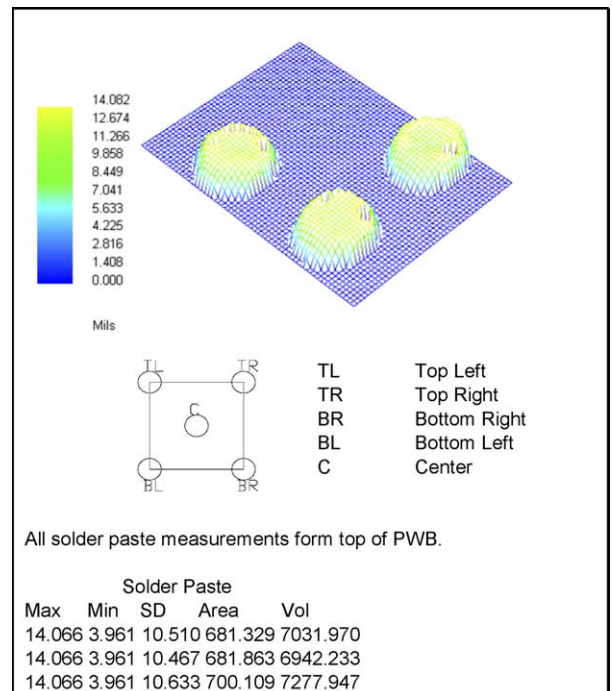 14.082
12.674
11.266
9.858
8.449
7.041
5.633
4.225
2.816
1.408
0.000
Mils
TL TR
C
BL BR
TL Top Left
TR Top Right
BR Bottom Right
BL Bottom Left
C Center
All solder paste measurements form top of PWB.
Solder Paste
Max Min SD Area Vol
14.066 3.961 10.510 681.329 7031.970
14.066 3.961 10.467 681.863 6942.233
14.066 3.961 10.633 700.109 7277.947